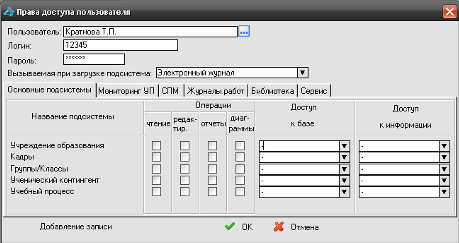 Права доступа пользователя
Пользователь: Кратнова Т.П. ...
Логин: 12345
Пароль: ******
Вызываемая при загрузке подсистема: Электронный журнал
Основные подсистемы Мониторинг УП СПМ Журналы работ Библиотека Сервис
Название подсистемы Операции Доступ к базе Доступ к информации
чтение редак-тир. отчеты диаг-раммы
Учреждение образования - -
Кадры - -
Группы/Классы - -
Ученический контингент - -
Учебный процесс - -
Добавление записи OK Отмена